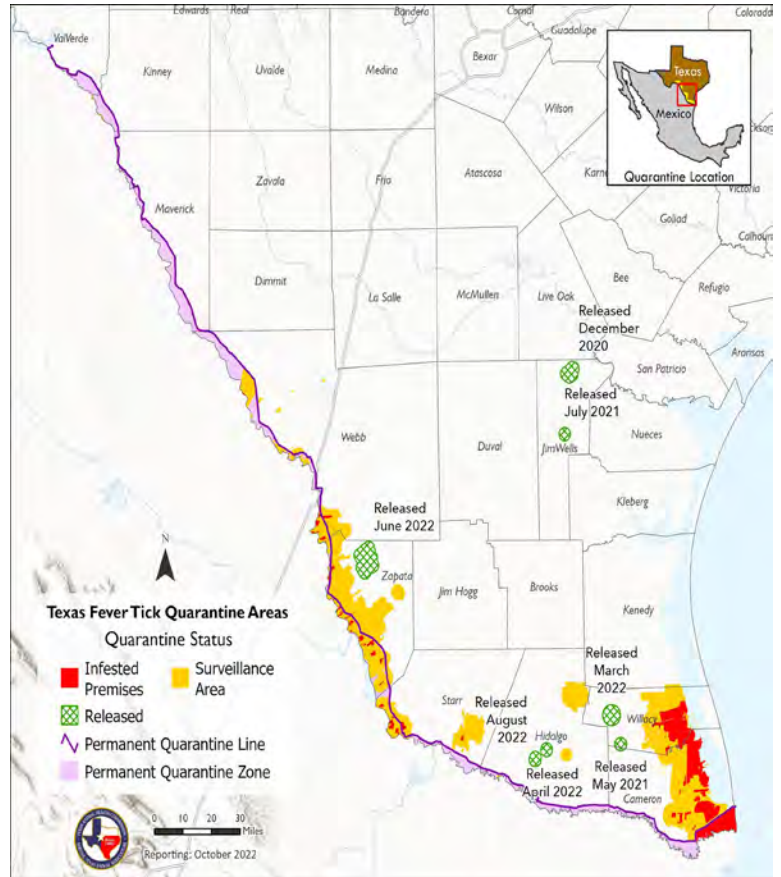 Edwards
Real
Bandera
Comal
Colorado
ValVerde
Guadalupe
Kinney
Uvalde
Medina
Bexar
Wilson
Texas
Mexico
Quarantine Location
Maverick
Zavala
Frio
Atascosa
Karne
Victoria
Goliad
Calhoun
Dimmit
La Salle
McMullen
Live Oak
Bee
Refugio
Released
December
2020
Aransas
San Patricio
Released
July 2021
Webb
Duval
JimWells
Nueces
Kleberg
Released
June 2022
N
Zapata
Jim Hogg
Brooks
Kenedy
Texas Fever Tick Quarantine Areas
Quarantine Status
Infested
Premises
Surveillance
Area
Released
Permanent Quarantine Line
Permanent Quarantine Zone
Released
March
2022
Starr
Released
August
2022
Hidalgo
Willacy
Released
April 2022
Released
May 2021
Cameron
0 10 20 30
Miles
Reporting: October 2022